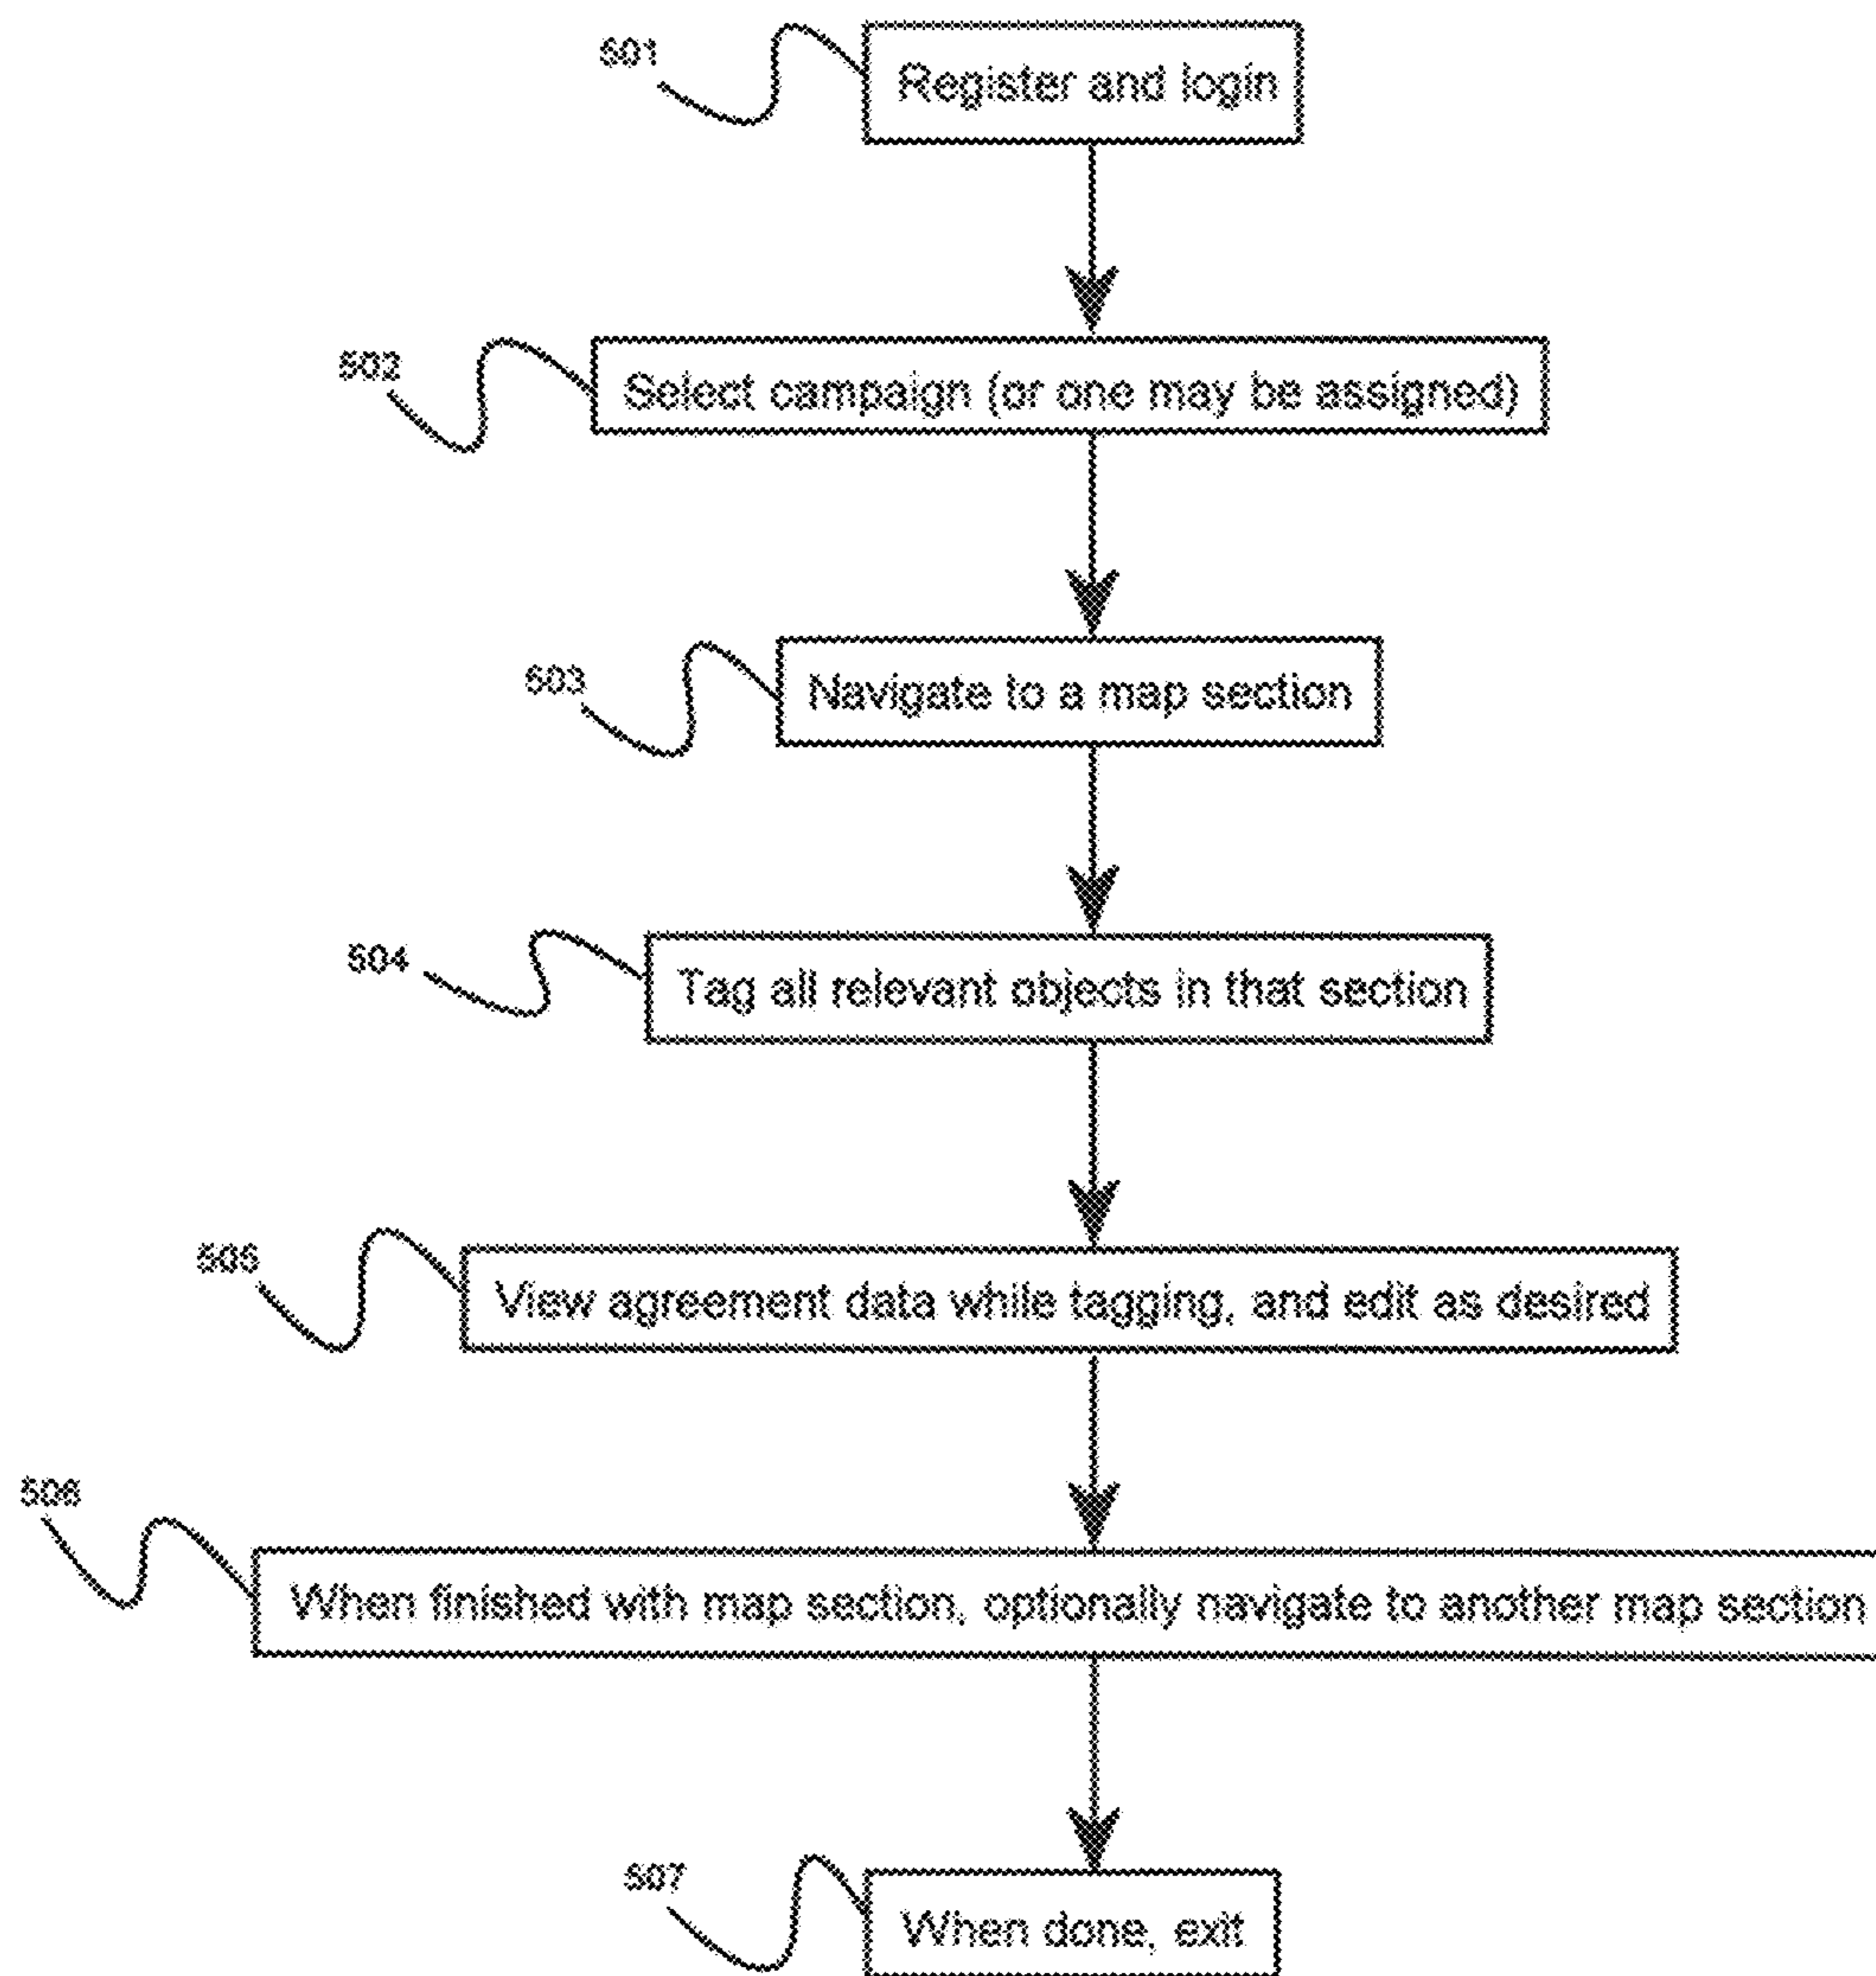 501
Register and login
502
Select campaign (or one may be assigned)
503
Navigate to a map section
504
Tag all relevant objects in that section
505
View agreement data while tagging, and edit as desired
506
When finished with map section, optionally navigate to another map section
507
When done, exit